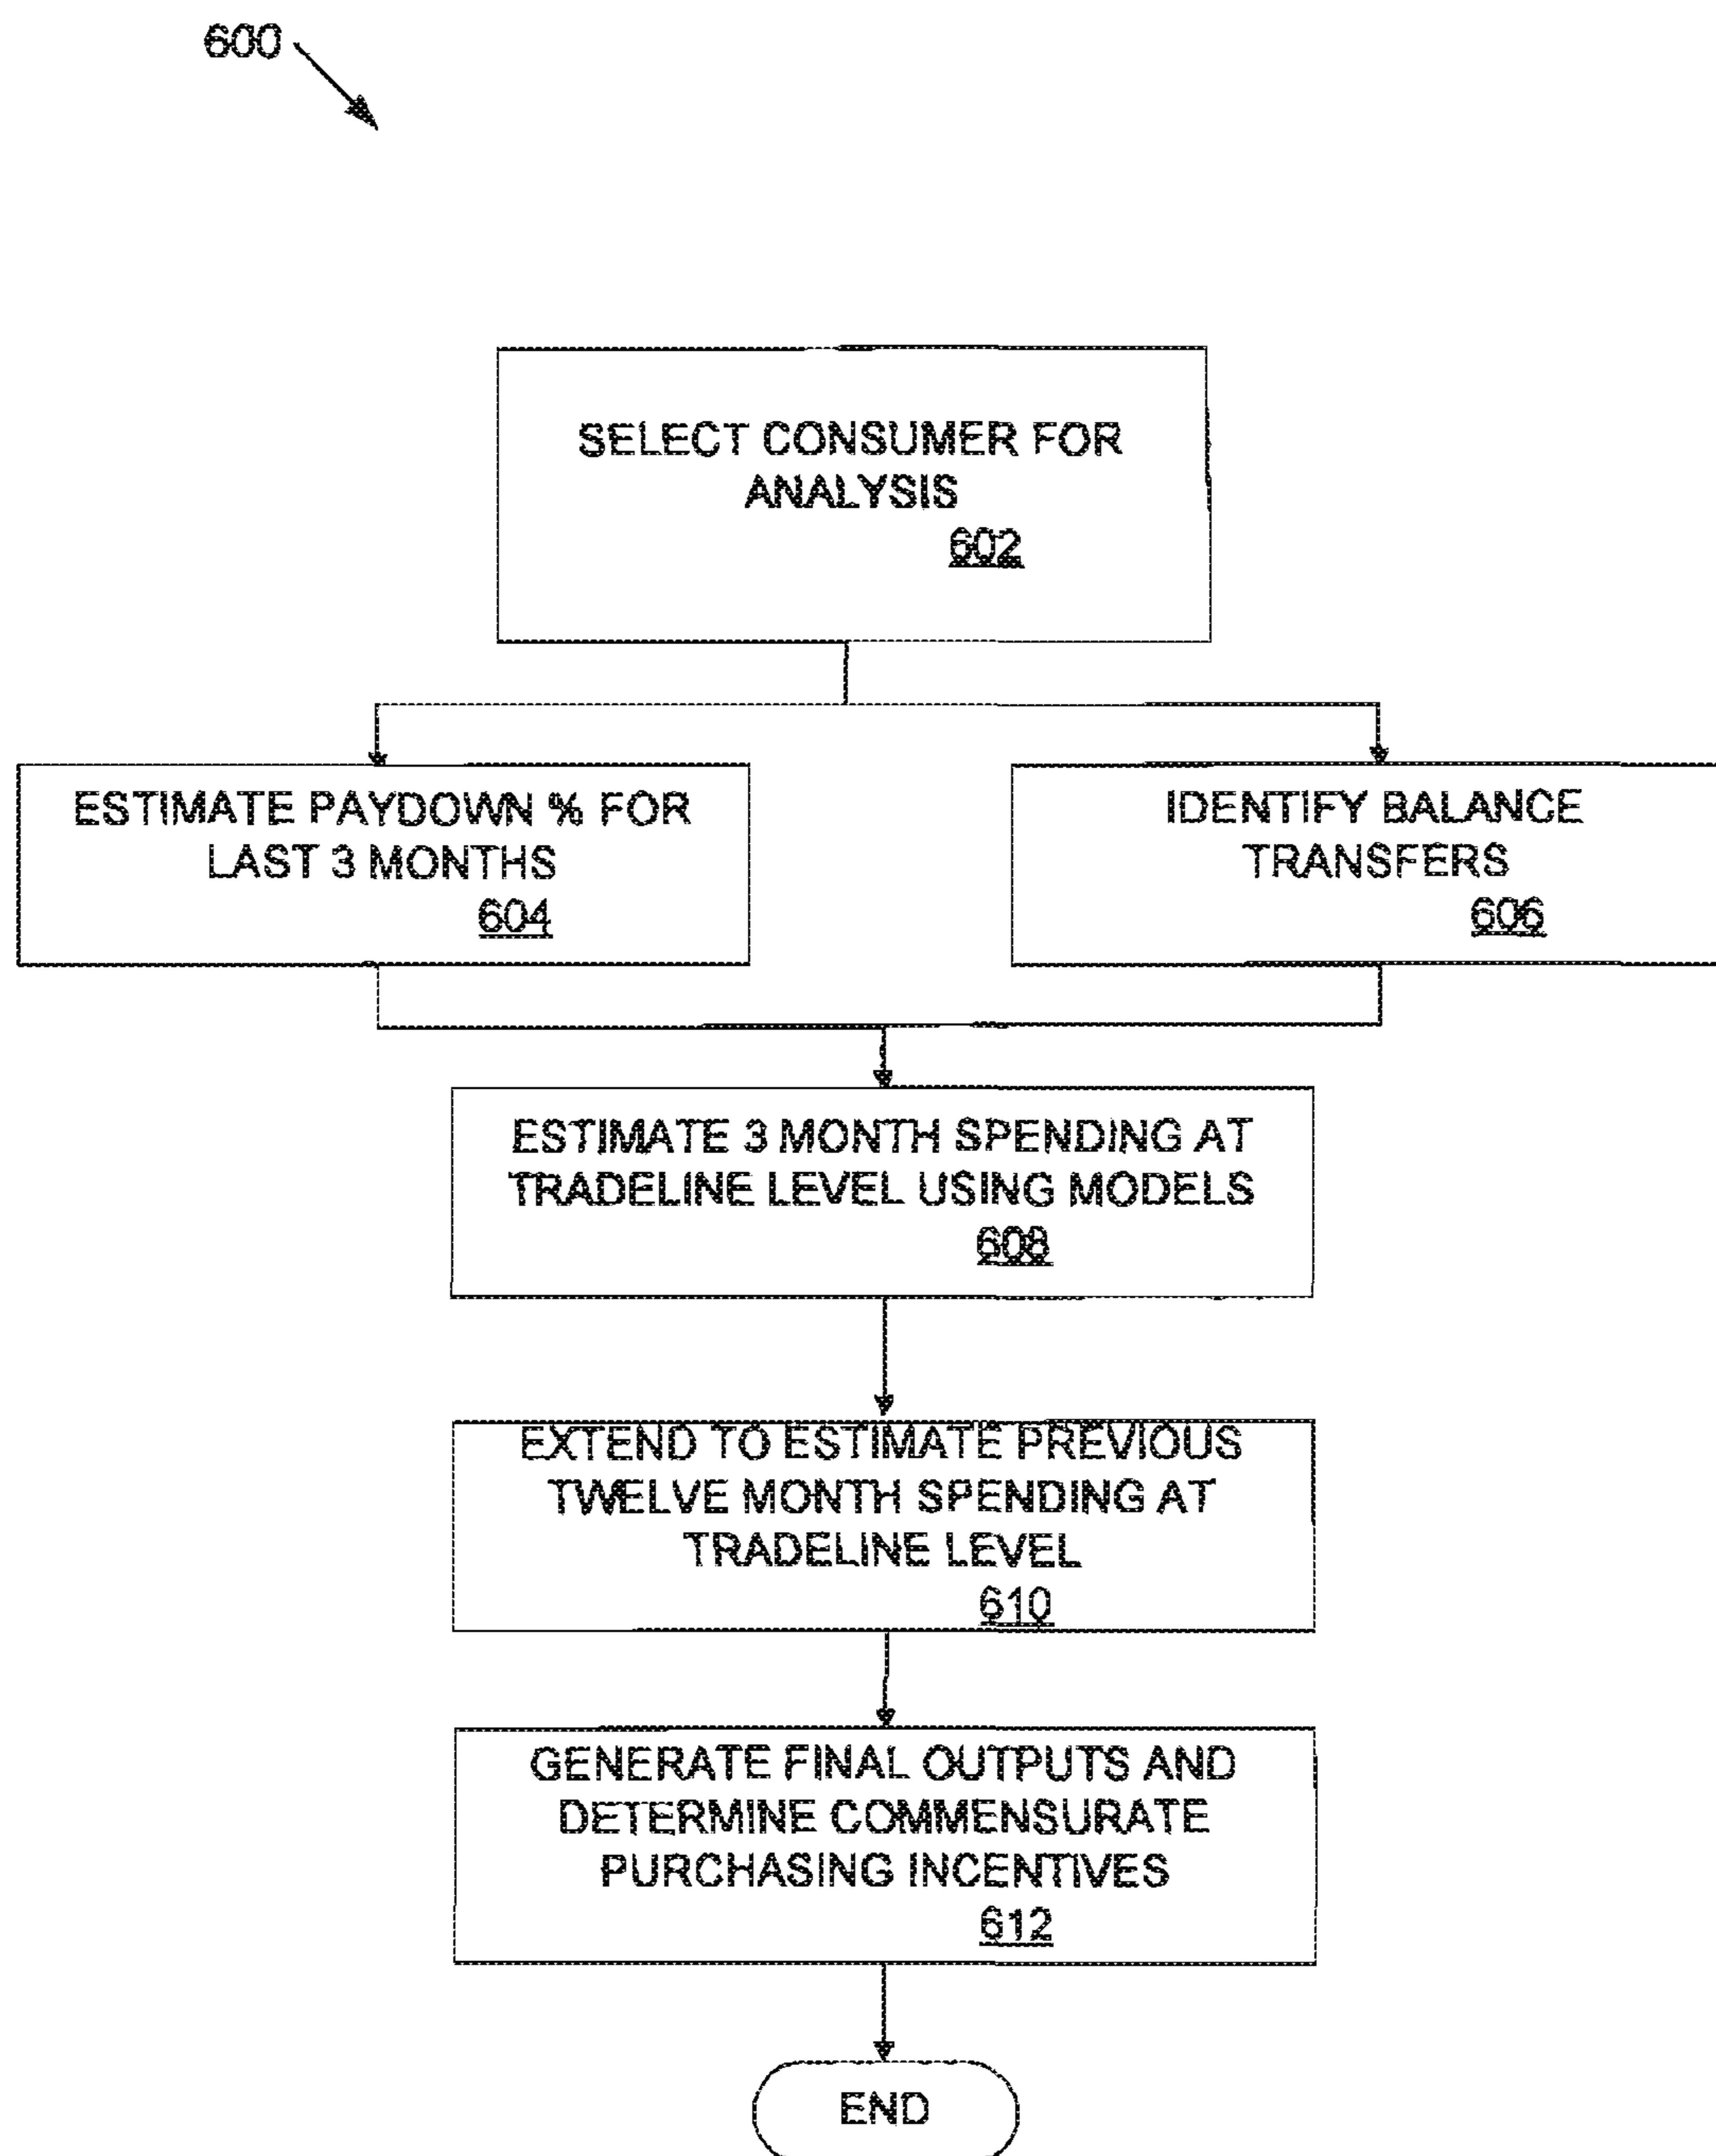 600
SELECT CONSUMER FOR
ANALYSIS
602
ESTIMATE PAYDOWN % FOR
LAST 3 MONTHS
604
IDENTIFY BALANCE
TRANSFERS
606
ESTIMATE 3 MONTH SPENDING AT
TRADELINE LEVEL USING MODELS
608
EXTEND TO ESTIMATE PREVIOUS
TWELVE MONTH SPENDING AT
TRADELINE LEVEL
610
GENERATE FINAL OUTPUTS AND
DETERMINE COMMENSURATE
PURCHASING INCENTIVES
612
END